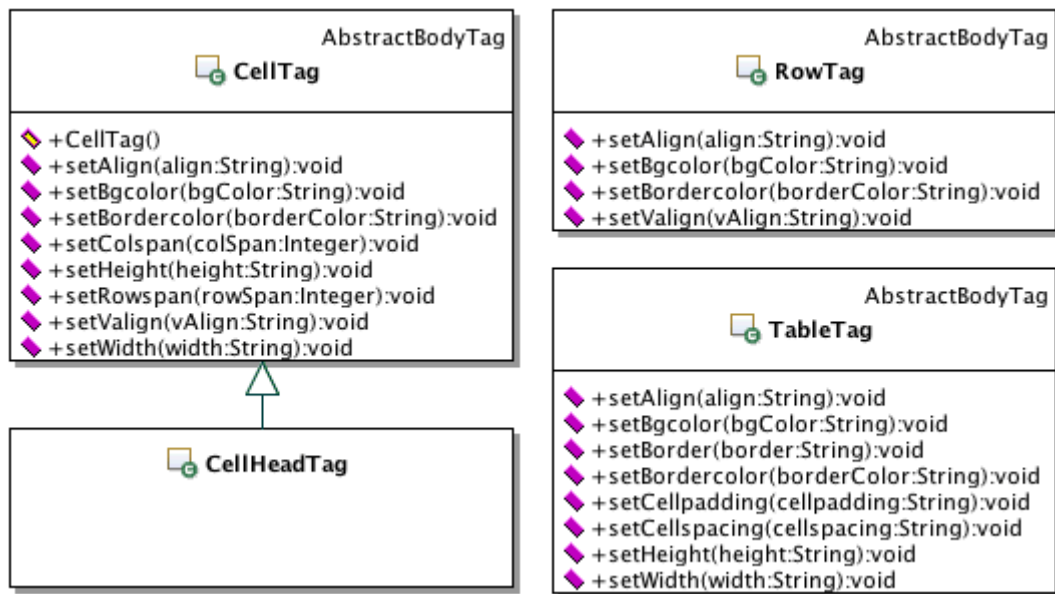 AbstractBodyTag
CellTag
+CellTag()
+setAlign(align:String):void
+setBgcolor(bgColor:String):void
+setBordercolor(borderColor:String):void
+setColspan(colSpan:Integer):void
+setHeight(height:String):void
+setRowspan(rowSpan:Integer):void
+setValign(vAlign:String):void
+setWidth(width:String):void
CellHeadTag
AbstractBodyTag
RowTag
+setAlign(align:String):void
+setBgcolor(bgColor:String):void
+setBordercolor(borderColor:String):void
+setValign(vAlign:String):void
AbstractBodyTag
TableTag
+setAlign(align:String):void
+setBgcolor(bgColor:String):void
+setBorder(border:String):void
+setBordercolor(borderColor:String):void
+setCellpadding(cellpadding:String):void
+setCellspacing(cellspacing:String):void
+setHeight(height:String):void
+setWidth(width:String):void